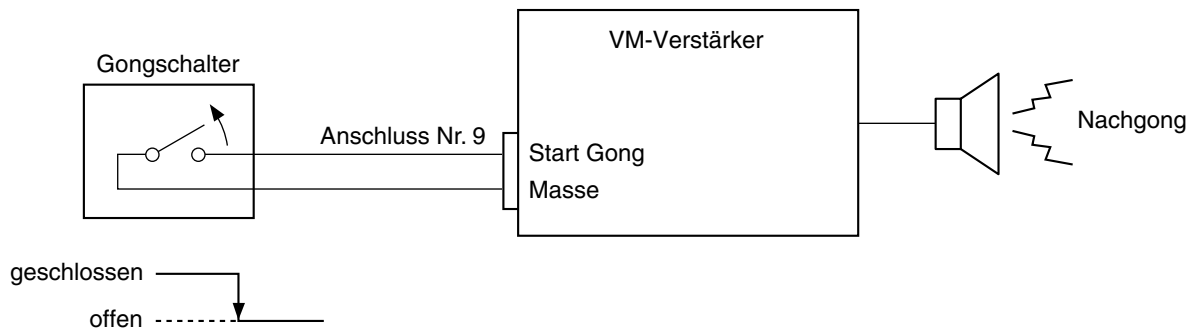 VM-Verstärker
Gongschalter
Anschluss Nr. 9
Start Gong
Masse
Nachgong
geschlossen
offen